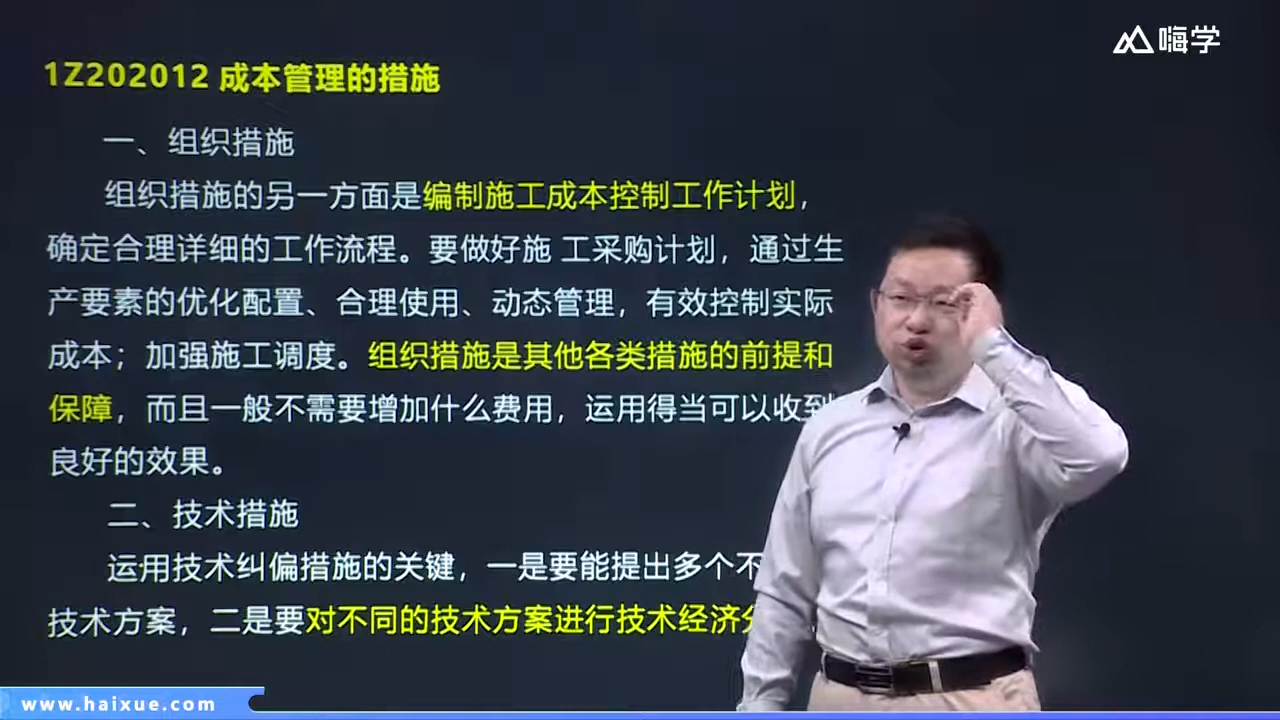 嗨学
1Z202012 成本管理的措施
一、组织措施
组织措施的另一方面是编制施工成本控制工作计划，
确定合理详细的工作流程。要做好施 工采购计划，通过生
产要素的优化配置、合理使用、动态管理，有效控制实际
成本；加强施工调度。组织措施是其他各类措施的前提和
保障，而且一般不需要增加什么费用，运用得当可以收到
良好的效果。
二、技术措施
运用技术纠偏措施的关键，一是要能提出多个不
技术方案，二是要对不同的技术方案进行技术经济
www.haixue.com